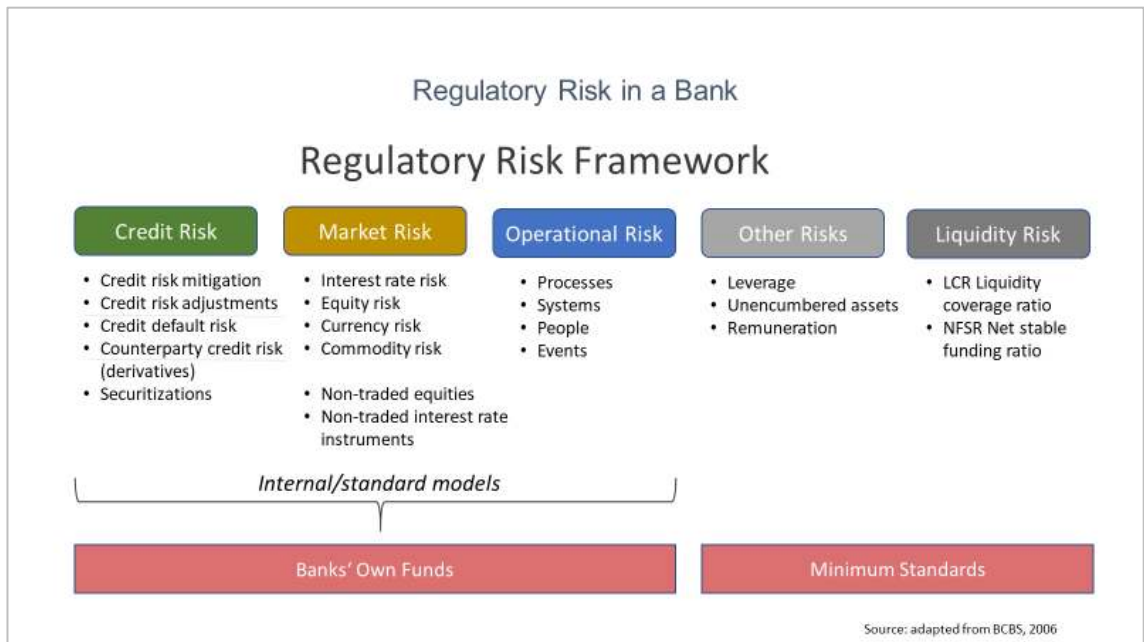 Regulatory Risk in a Bank
Regulatory Risk Framework
Credit Risk
• Credit risk mitigation
• Credit risk adjustments
• Credit default risk
• Counterparty credit risk
(derivatives)
• Securitizations
Market Risk
• Interest rate risk
• Equity risk
• Currency risk
• Commodity risk
• Non-traded equities
• Non-traded interest rate
instruments
Operational Risk
• Processes
• Systems
• People
• Events
Other Risks
• Leverage
• Unencumbered assets
• Remuneration
Liquidity Risk
• LCR Liquidity
coverage ratio
• NFSR Net stable
funding ratio
Internal/standard models
Banks‘ Own Funds
Minimum Standards
Source: adapted from BCBS, 2006